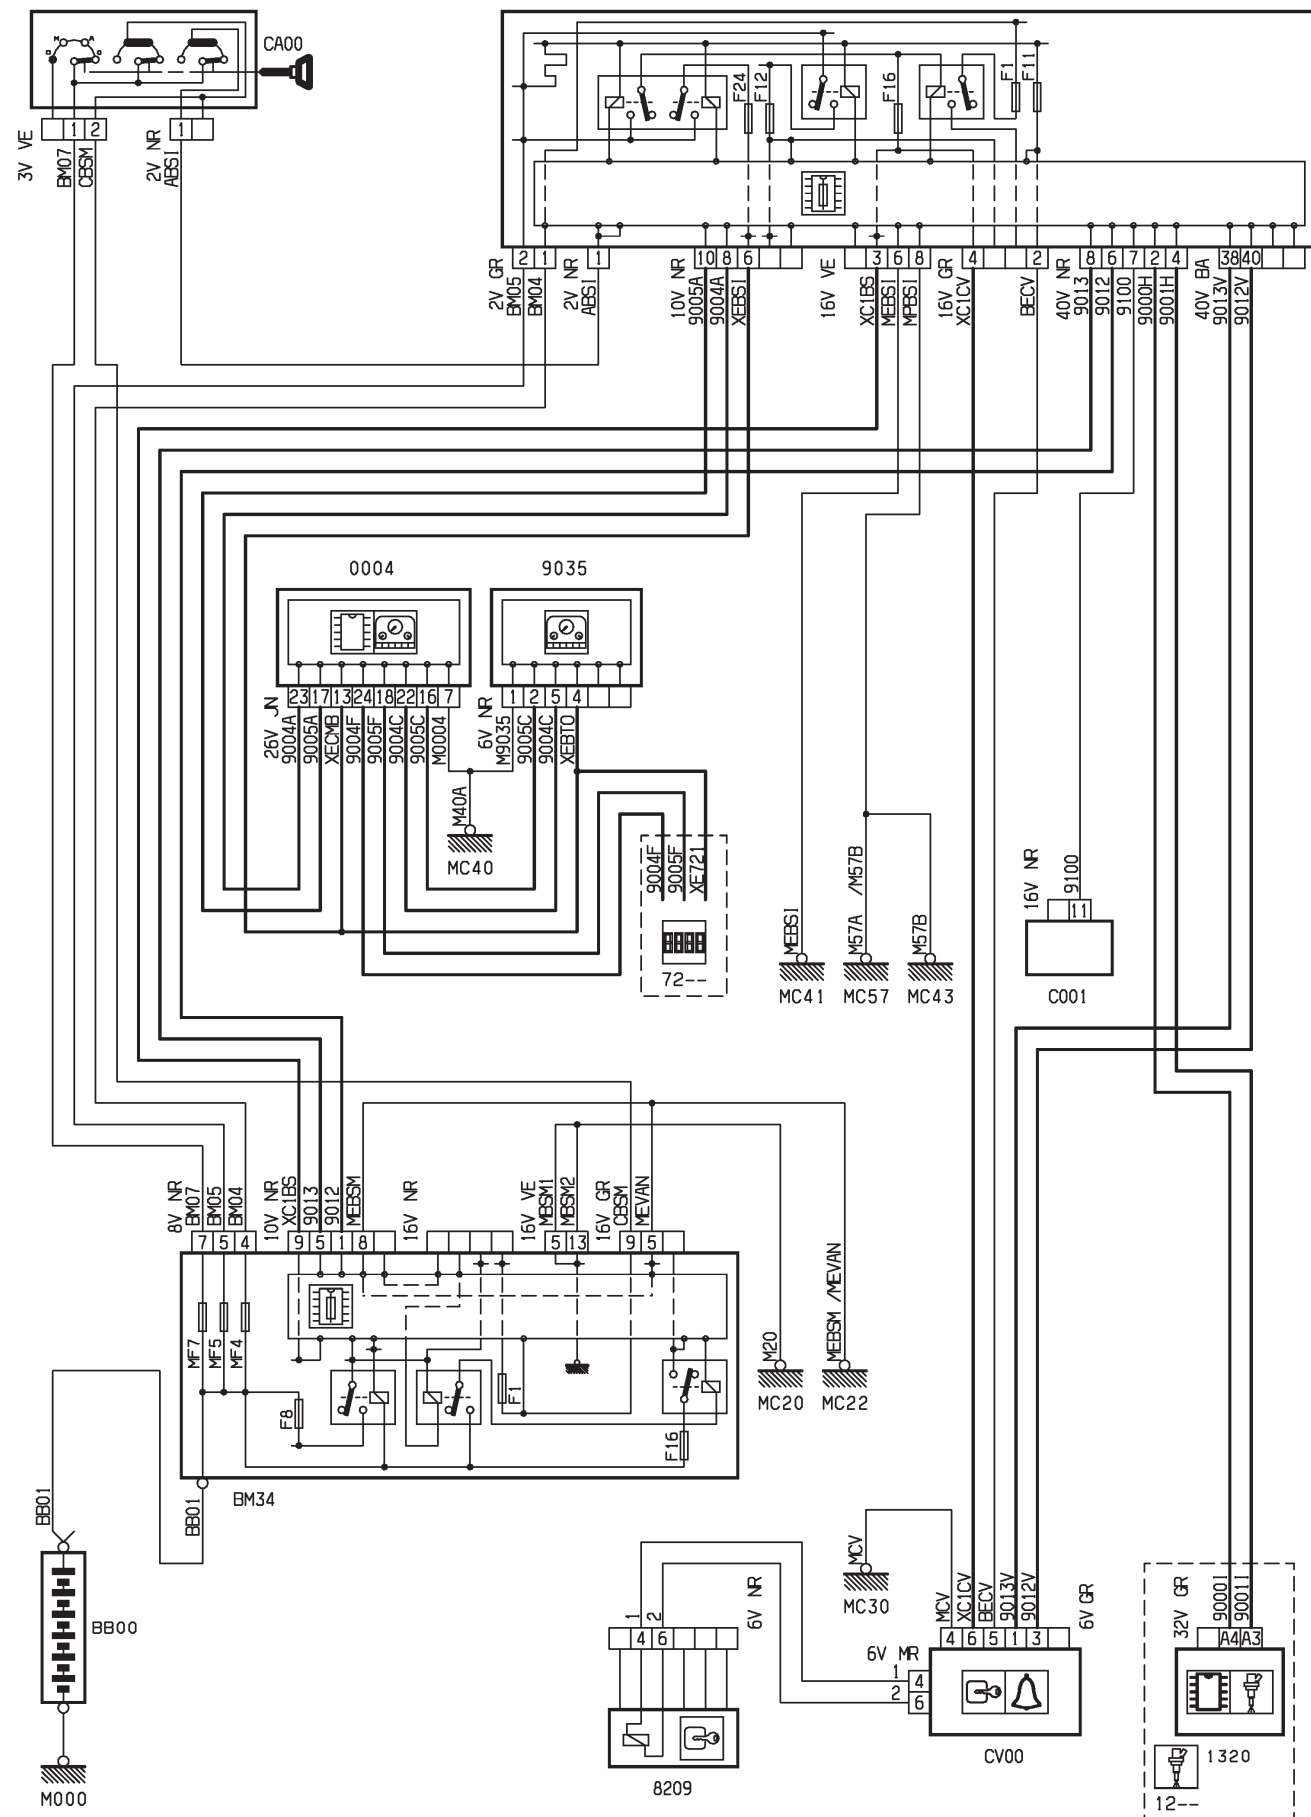 CA00
M A
D
3V VE
1 2
BM07
CBSM
2V NR
1
ABSI
F24
F12
F16
F1
F11
2V GR
2 1
BM05
BM04
2V NR
1
ABSI
10V NR
10 8 6
9005A
9004A
XEBSI
16V VE
3 6 8
XC1BS
MEBSI
MPBSI
16V GR
4 2
XC1CV
BECV
40V NR
8 6 7 2 4
9013
9012
9100
9000H
9001H
40V BA
38 40
9013V
9012V
0004
26V JN
23 17 13 24 18 22 16 7
9004A
9005A
XECMB
9004F
9005F
9004C
9005C
M0004
9035
6V NR
1 2 5 4
M9035
9005C
9004C
XEBTO
M40A
MC40
9004F
9005F
XE721
72--
MEBSI
MC41
M57A /M57B
MC57
M57B
MC43
16V NR
9100
11
C001
8V NR
BM07
BM05
BM04
7 5 4
10V NR
XC1BS
9013
9012
MEBSM
9 5 1 8
16V NR
16V VE
MBSM1
MBSM2
5 13
16V GR
CBSM
MEVAN
9 5
MF7
MF5
MF4
F8
F1
F16
BM34
M20
MC20
MEBSM /MEVAN
MC22
BB01
BB01
BB00
M000
1
2
6V NR
4 6
8209
MCV
MC30
MCV
XC1CV
BECV
9013V
9012V
6V GR
4 6 5 1 3
6V MR
1 4
2 6
CV00
32V GR
9000I
9001I
A4 A3
1320
12--